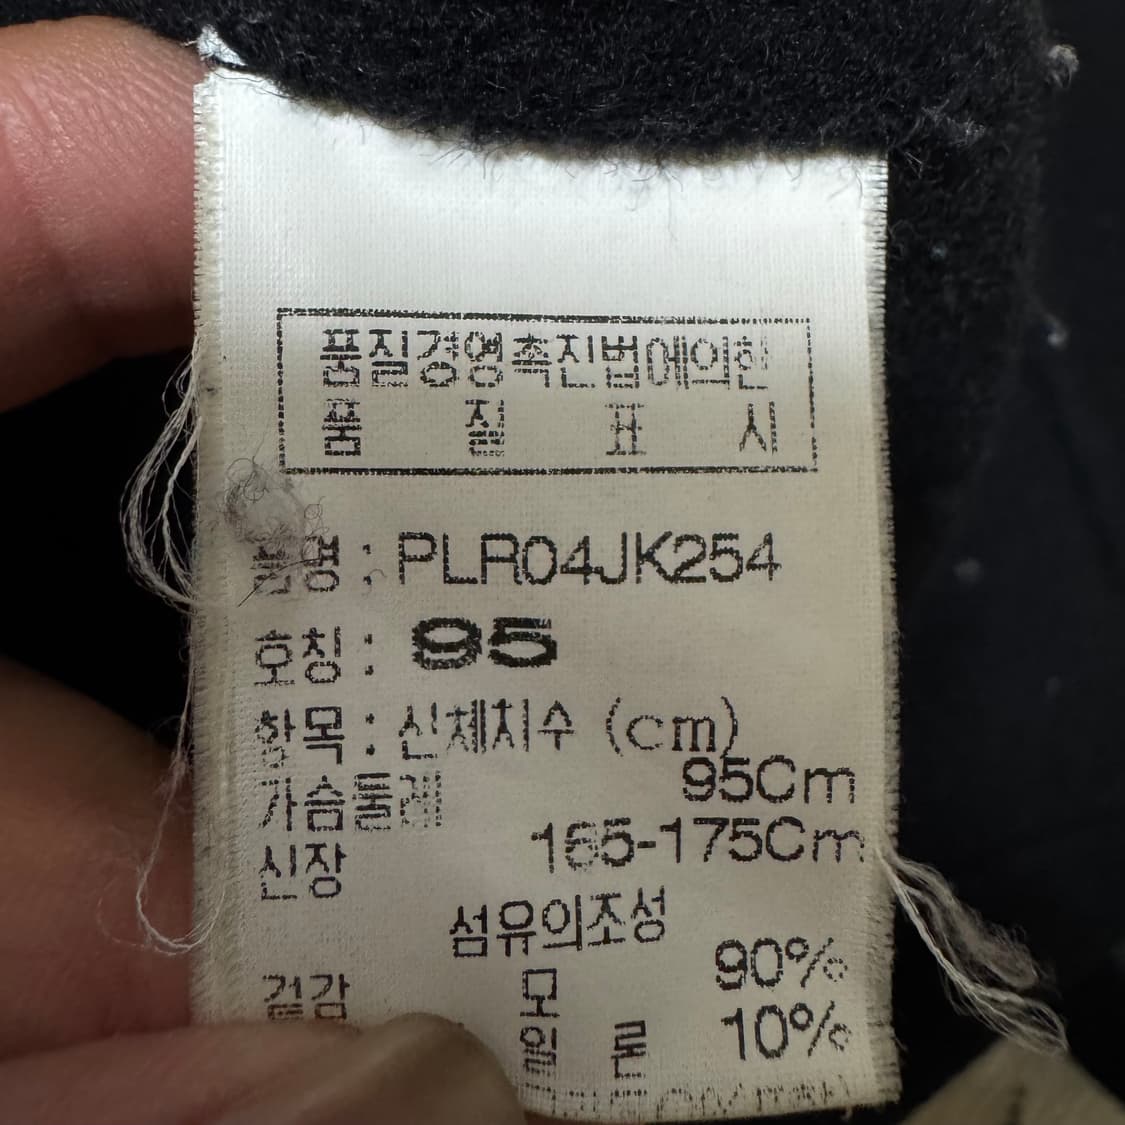 품질경영촉진법에의한
품 질 표 시
품명 : PLR04JK254
호칭 : 95
항목 : 신체치수 (cm)
가슴둘레 95Cm
신장 165-175Cm
섬유의조성
겉감 모 90%
일론 10%